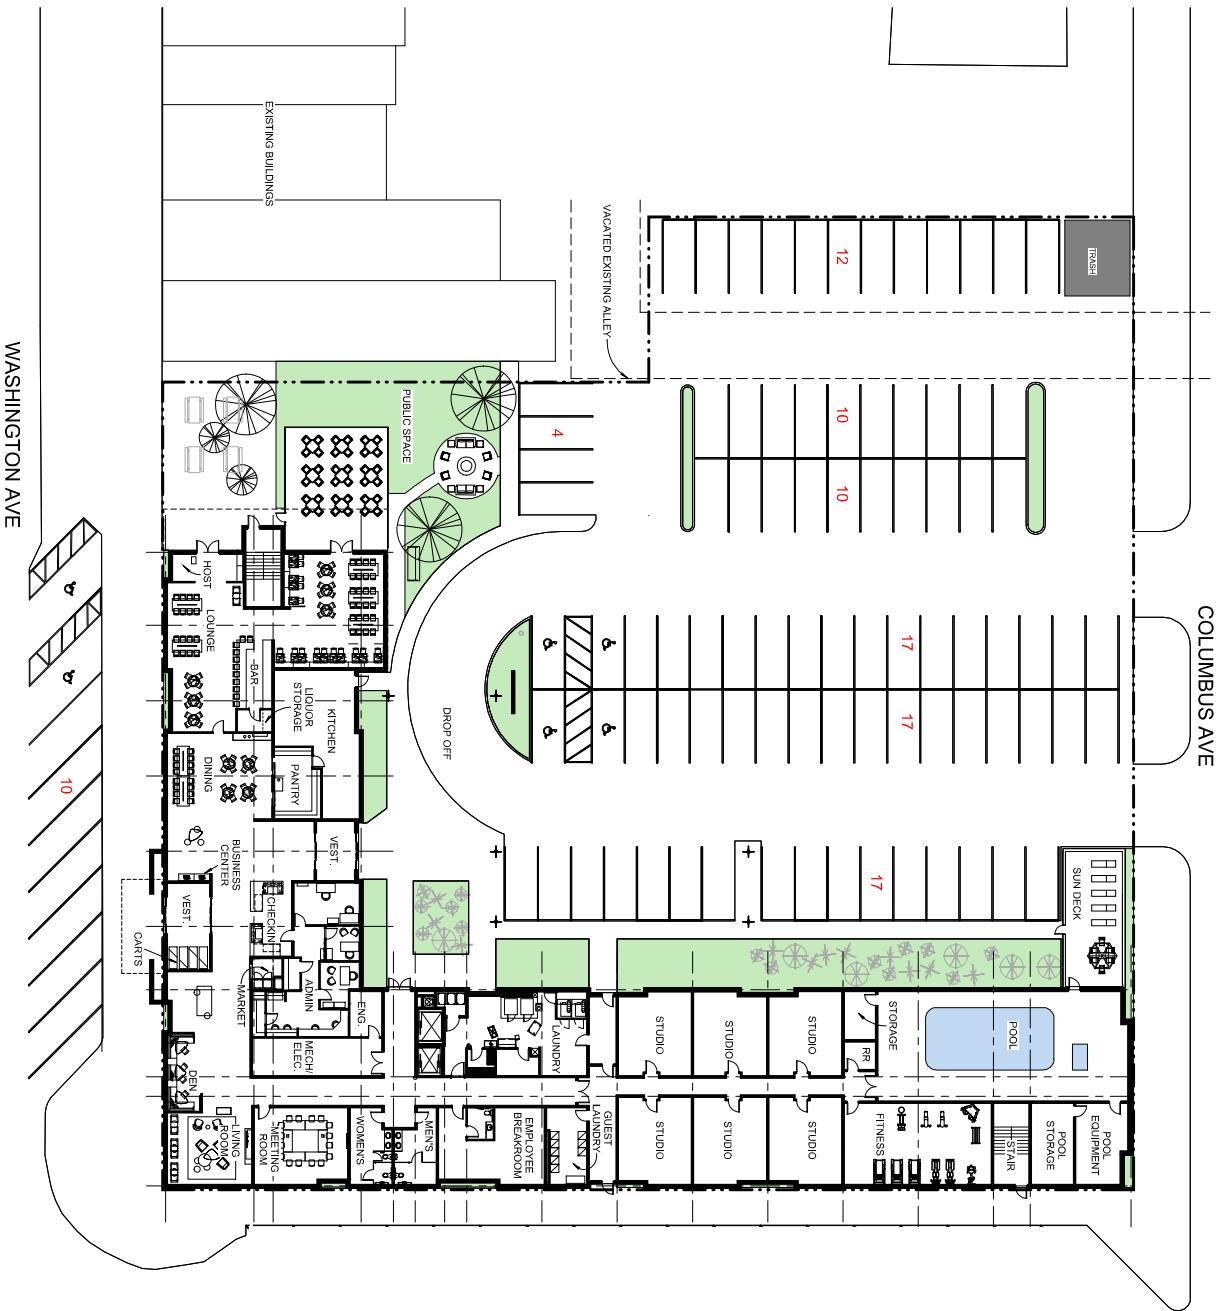 EXISTING BUILDINGS
VACATED EXISTING ALLEY
TRASH
12
WASHINGTON AVE
PUBLIC SPACE
4
10
10
COLUMBUS AVE
HOST
LOUNGE
BAR
LIQUOR
STORAGE
KITCHEN
DROP OFF
17
17
10
DINING
PANTRY
BUSINESS
CENTER
VEST.
17
SUN DECK
VEST.
CARTS
CHECKIN
MARKET
ADMIN
ENG.
MECH/
ELEC.
LAUNDRY
STUDIO
STUDIO
STUDIO
STORAGE
RR
POOL
DEN
LIVING
ROOM
MEETING
ROOM
WOMEN'S
MEN'S
EMPLOYEE
BREAKROOM
GUEST
LAUNDRY
STUDIO
STUDIO
STUDIO
FITNESS
STAIR
POOL
STORAGE
POOL
EQUIPMENT